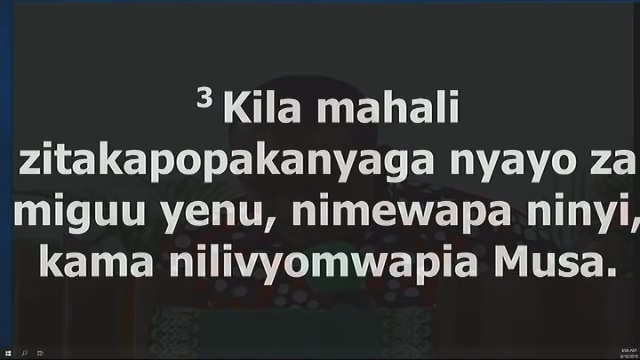 ³ Kila mahali
zitakapopakanyaga nyayo za
miguu yenu, nimewapa ninyi,
kama nilivyomwapia Musa.